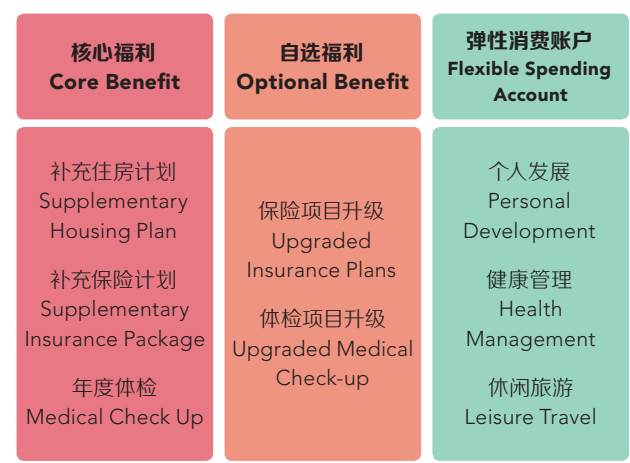 核心福利
Core Benefit
补充住房计划
Supplementary
Housing Plan
补充保险计划
Supplementary
Insurance Package
年度体检
Medical Check Up
自选福利
Optional Benefit
保险项目升级
Upgraded
Insurance Plans
体检项目升级
Upgraded Medical
Check-up
弹性消费账户
Flexible Spending
Account
个人发展
Personal
Development
健康管理
Health
Management
休闲旅游
Leisure Travel